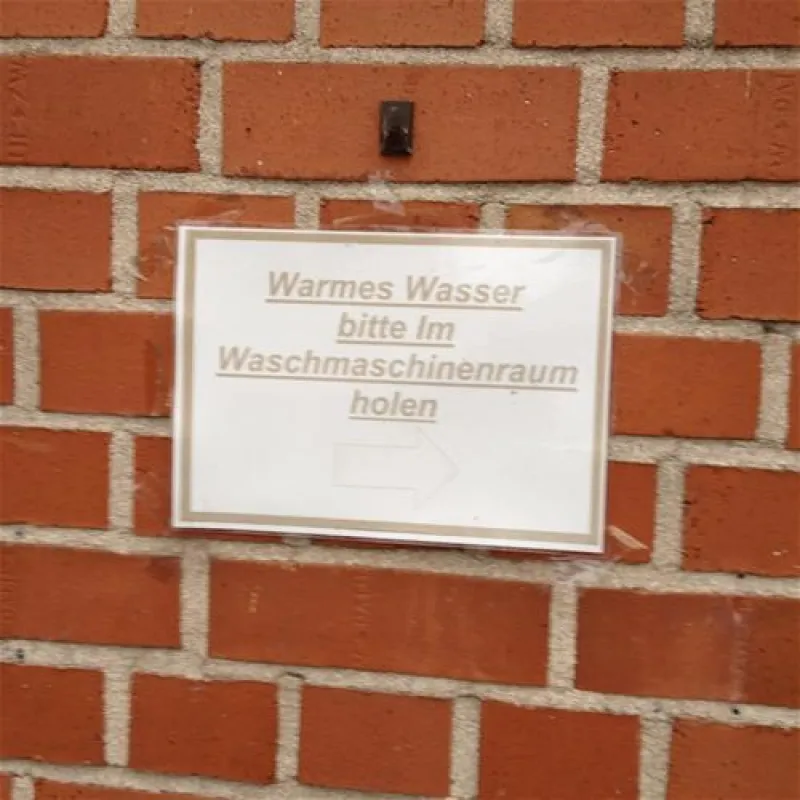 Warmes Wasser
bitte Im
Waschmaschinenraum
holen